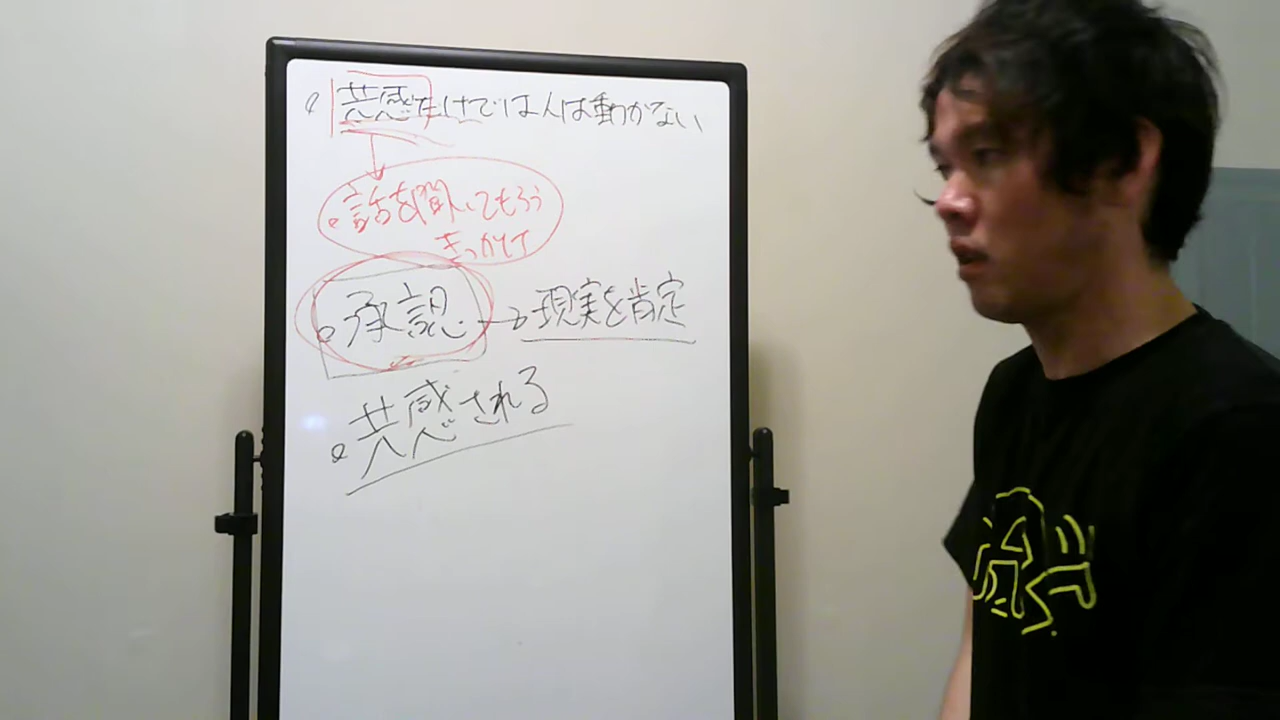 共感だけでは人は動かない
話を聞いてもらう
きっかけ
承認→現実を肯定
共感される